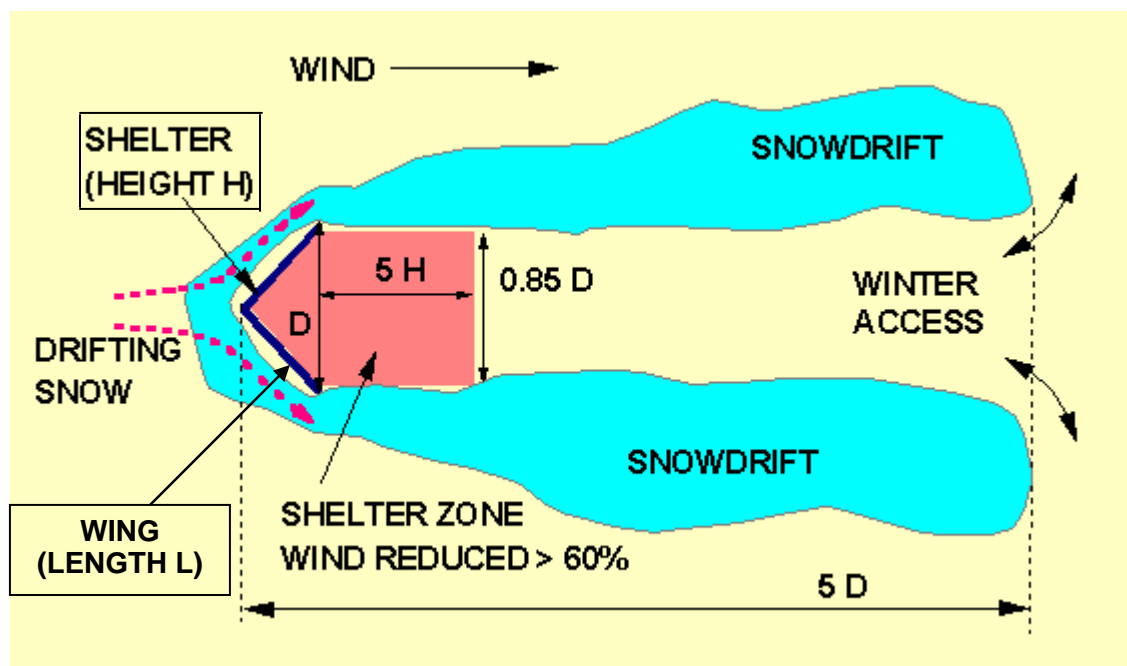 WIND
SHELTER
(HEIGHT H)
SNOWDRIFT
5 H
0.85 D
D
WINTER
ACCESS
DRIFTING
SNOW
SNOWDRIFT
WING
(LENGTH L)
SHELTER ZONE
WIND REDUCED > 60%
5 D